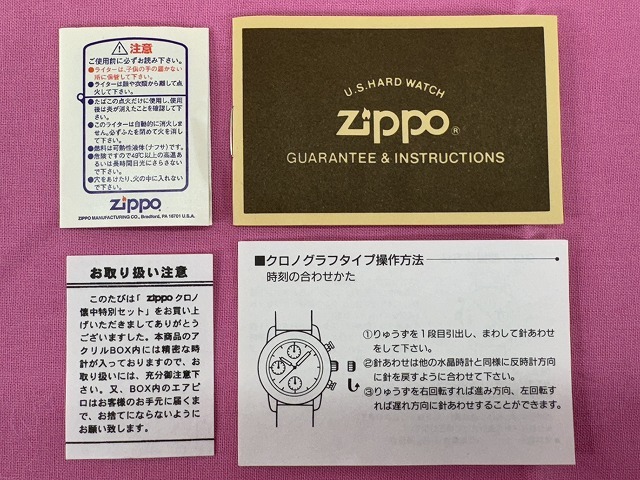 ⚠注意
ご使用前に必ずお読み下さい。
●ライターは、子供の手の届かない
所に保管して下さい。
●ライターは顔や衣類から離して点
火して下さい。
●たばこの点火だけに使用し、使用
後は炎が消えたことを確認して下
さい。
●このライターは自動的に消火しま
せん。必ずふたを閉めて火を消し
て下さい。
●燃料は可熱性液体(ナフサ)です。
●危険ですので49℃以上の高温あ
るいは長時間日光にさらさない
で下さい。
●穴をあけたり、火の中に入れない
で下さい。
zippo
ZIPPO MANUFACTURING CO., Bradford, PA 16701 U.S.A.
U.S.HARD WATCH
zippo®
GUARANTEE & INSTRUCTIONS
お取り扱い注意
このたびは「zippoクロノ
懐中特別セット」をお買い上
げいただきましてありがとう
ございます。本商品のア
クリルBOX内には精密な時
計が入っておりますので、お
取り扱いには、充分御注意下
さい。又、BOX内のエアピ
ロはお客様のお手元に届くま
で、お捨てにならないように
お願い致します。
■クロノグラフタイプ操作方法
時刻の合わせかた
①りゅうずを1段目引出し、まわして針あわせ
をして下さい。
②針あわせは他の水晶時計と同様に反時計方向
に針を戻すように合わせて下さい。
③りゅうずを右回転すれば進み方向、左回転す
れば遅れ方向に針あわせすることができます。